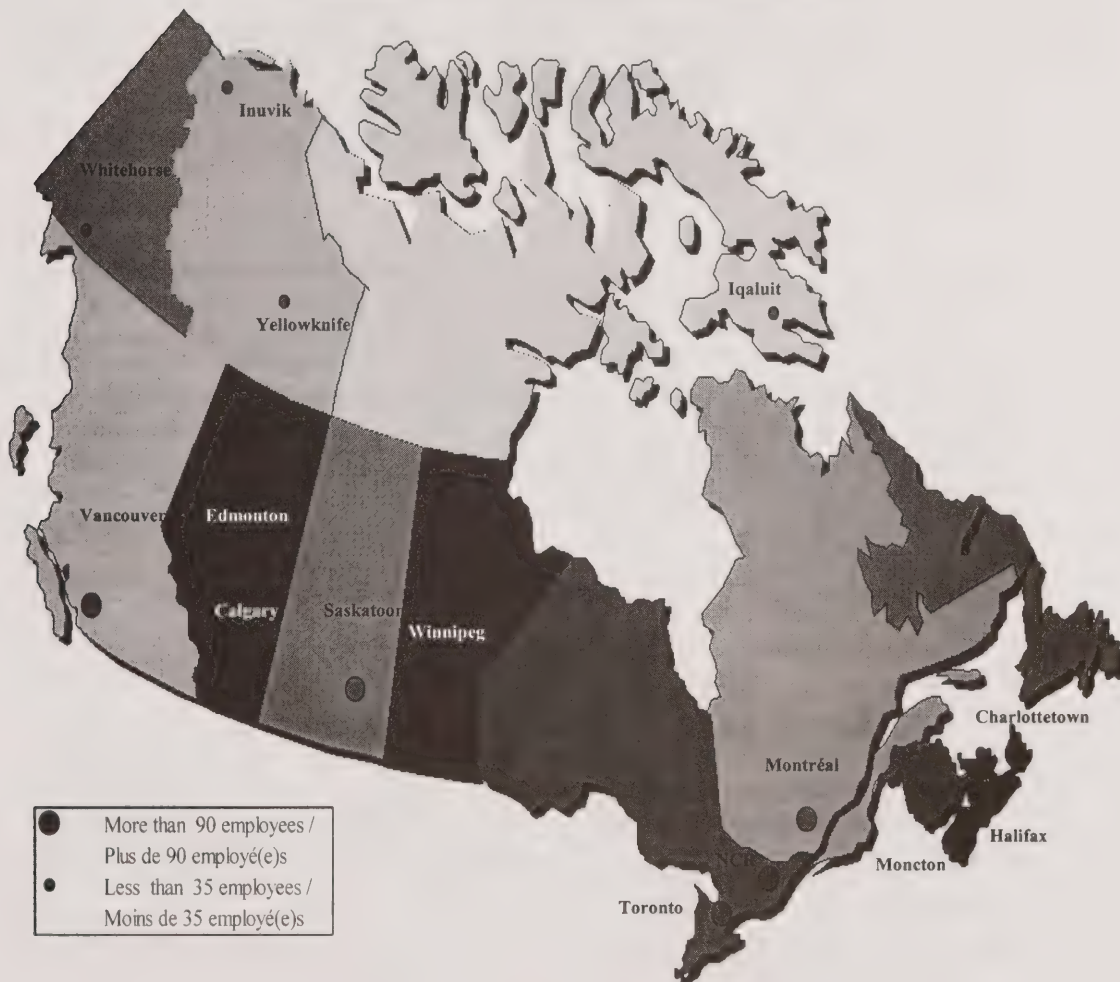 Inuvik
Whitehorse
Iqaluit
Yellowknife
Vancouver
Edmonton
Calgary
Saskatoon
Winnipeg
Charlottetown
Montréal
Halifax
NCR
Moncton
Toronto
More than 90 employees /
Plus de 90 employé(e)s
Less than 35 employees /
Moins de 35 employé(e)s